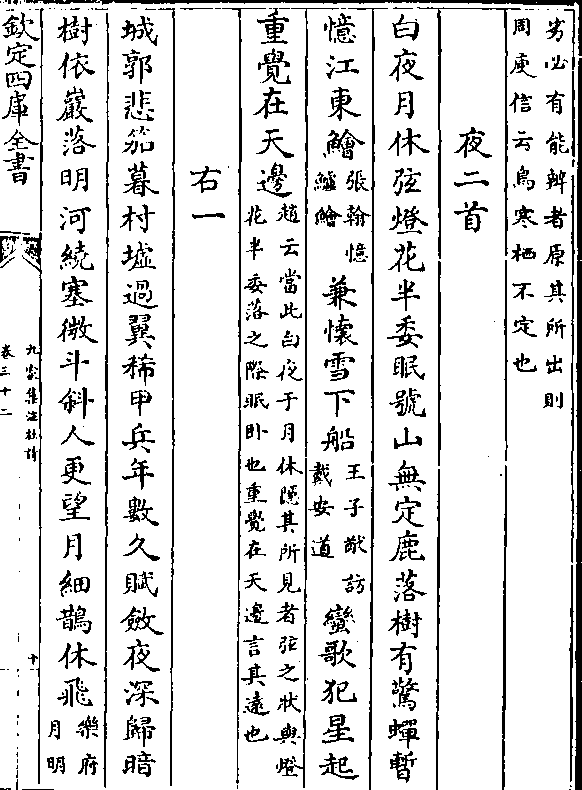 劣必有能辨者原其所出則
周庾信云鳥寒栖不定也
夜二首
白夜月休弦燈花半委眠號山無定鹿落樹有驚蟬暫
憶江東鱠張翰憶鱸鱠兼懷雪下船王子猷訪戴安道蠻歌犯星起
重覺在天邊趙云當此白夜于月休隱其所見者弦之狀與燈花半委落之際眠卧也重覺在天邊言其遠也
右一
城郭悲笳暮村墟過翼稀甲兵年數久賦斂夜深歸暗
樹依巖落明河繞塞微斗斜人更望月細鵲休飛樂府月明
欽定四庫全書
九家集注杜詩
卷三十二
十